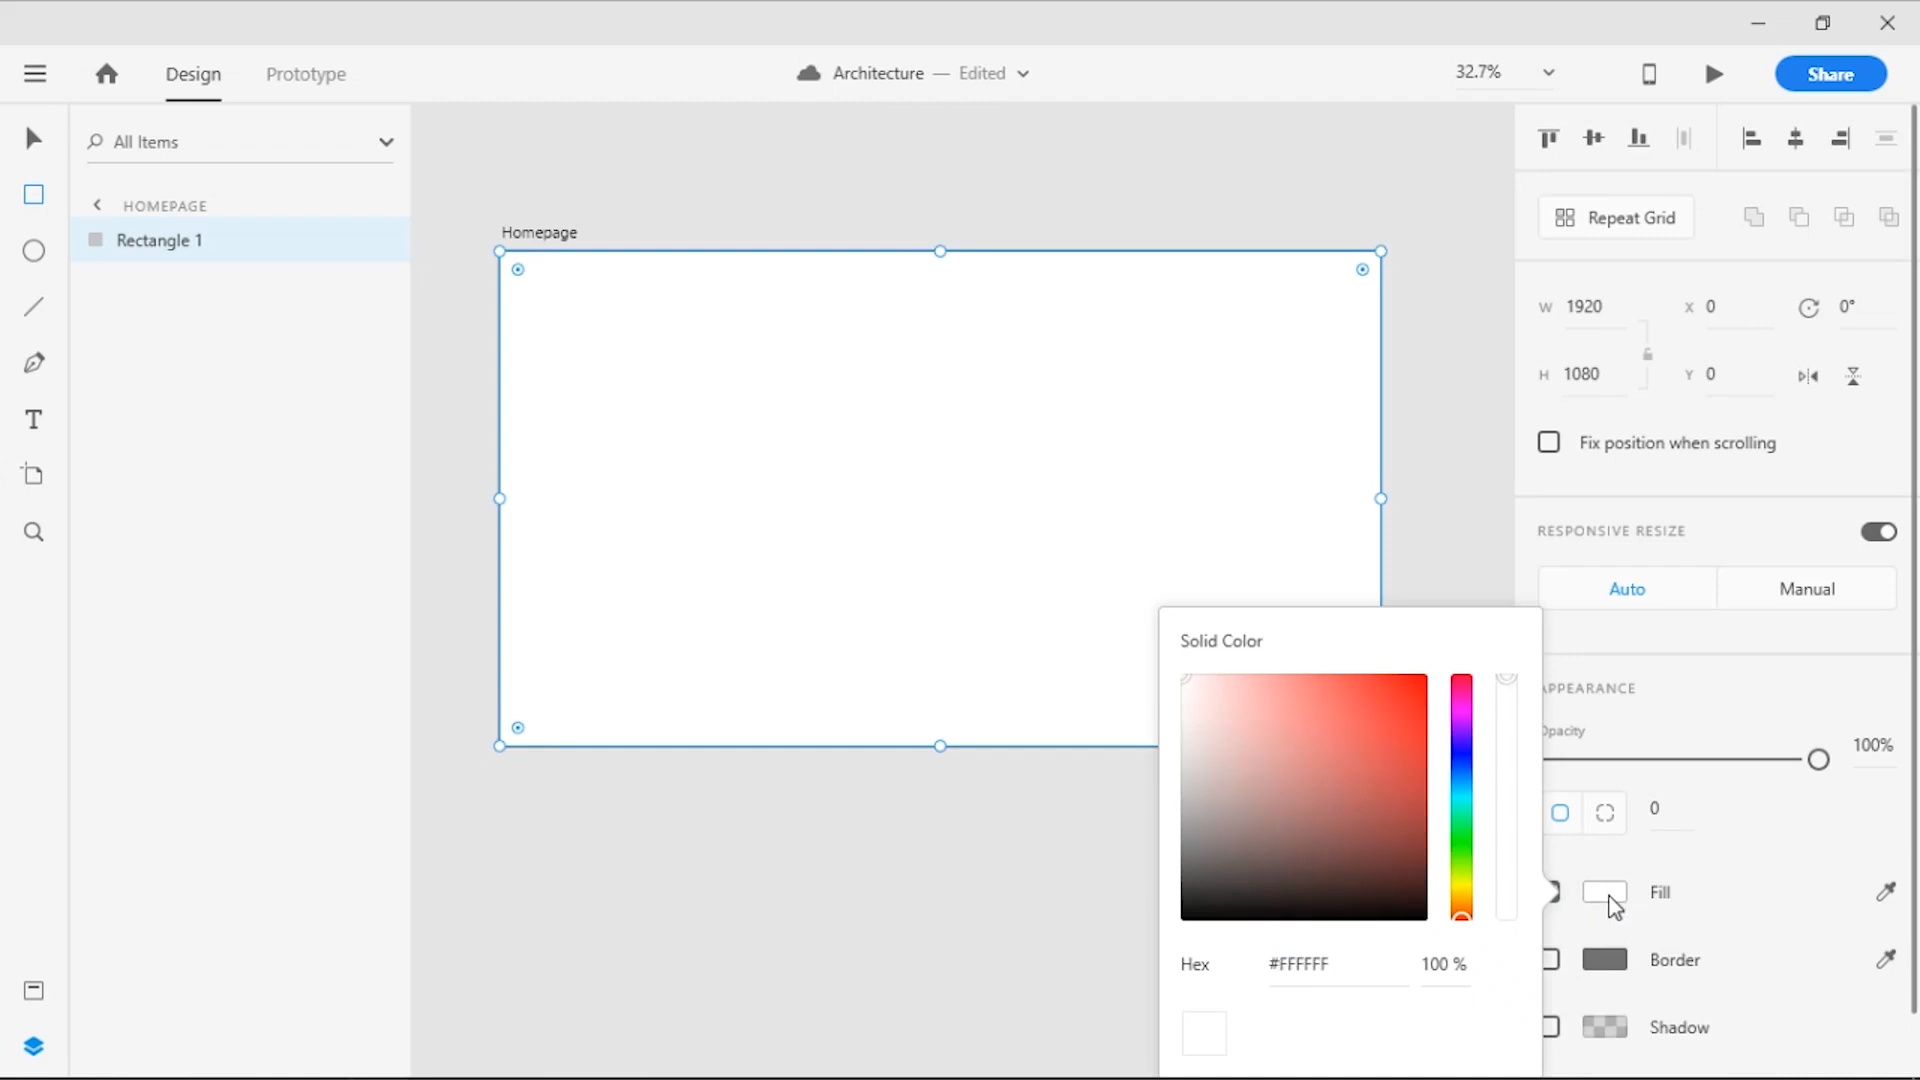 Design
Prototype
Architecture — Edited
32.7%
Share
All Items
HOMEPAGE
Rectangle 1
Homepage
Repeat Grid
W 1920
X 0
0°
H 1080
Y 0
Fix position when scrolling
RESPONSIVE RESIZE
Auto
Manual
Solid Color
APPEARANCE
Opacity
100%
0
Fill
Hex
#FFFFFF
100 %
Border
Shadow